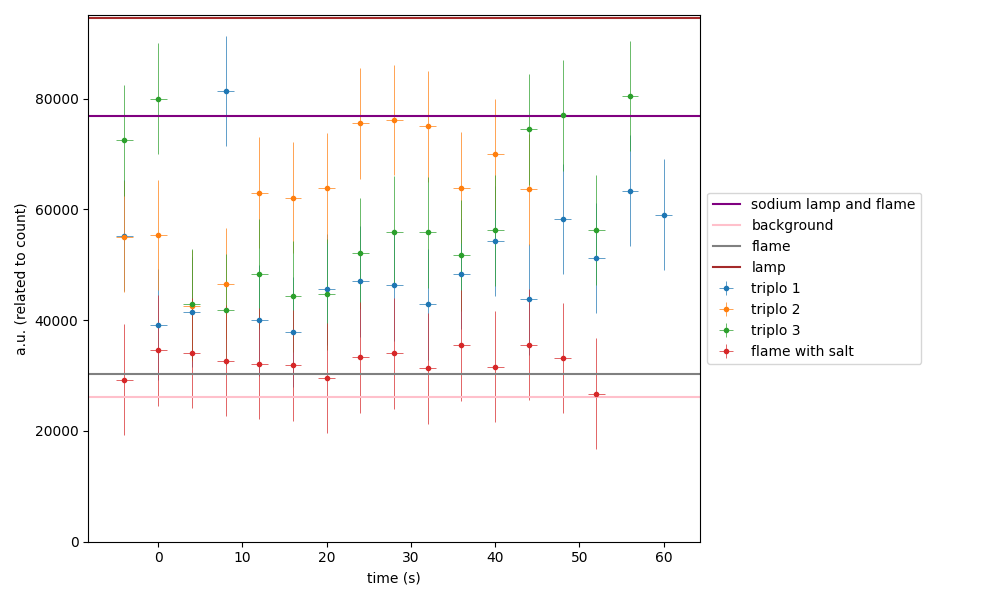 a.u. (related to count)
80000
60000
40000
20000
0
0 10 20 30 40 50 60
time (s)
sodium lamp and flame
background
flame
lamp
triplo 1
triplo 2
triplo 3
flame with salt